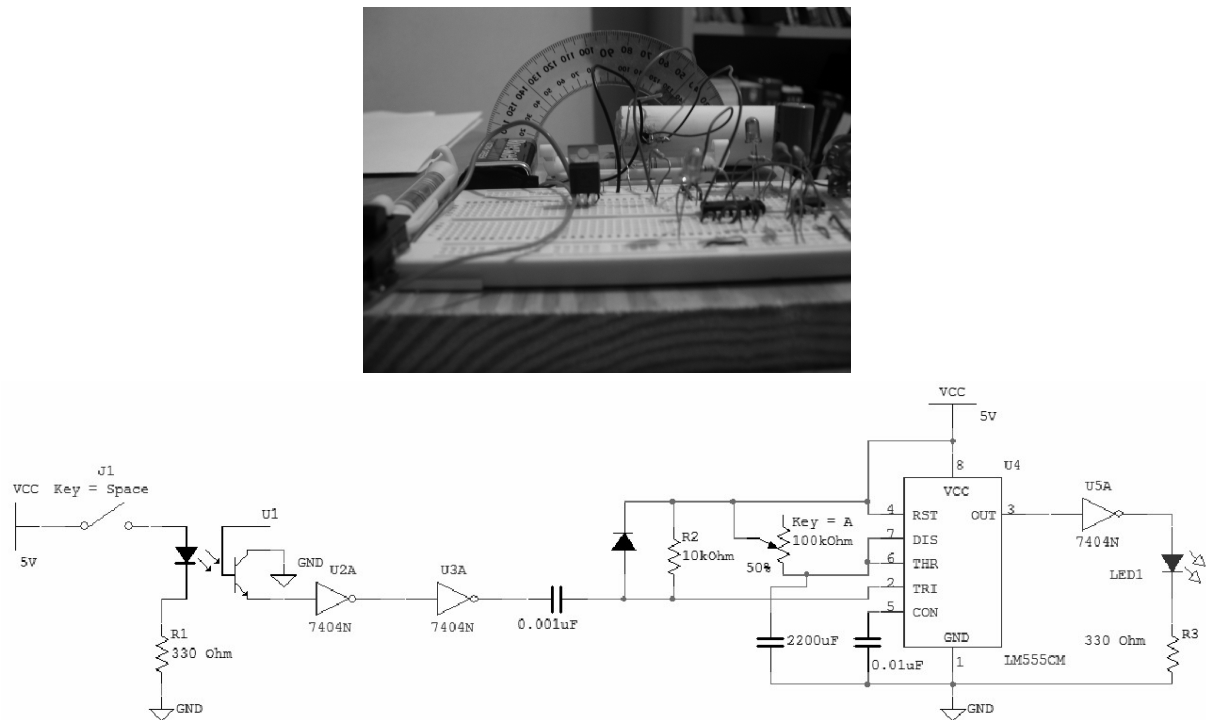 VCC
5V
J1
VCC Key = Space
8 U4
U5A
VCC
U1
Key = A
4 RST OUT 3
R2
100kOhm
7 DIS
7404N
5V
GND
10kOhm
50%
6 THR
U2A
U3A
2 TRI
LED1
5 CON
7404N
7404N
0.001uF
R1
330 Ohm
2200uF
0.01uF
GND
330 Ohm
R3
1
LM555CM
GND
GND